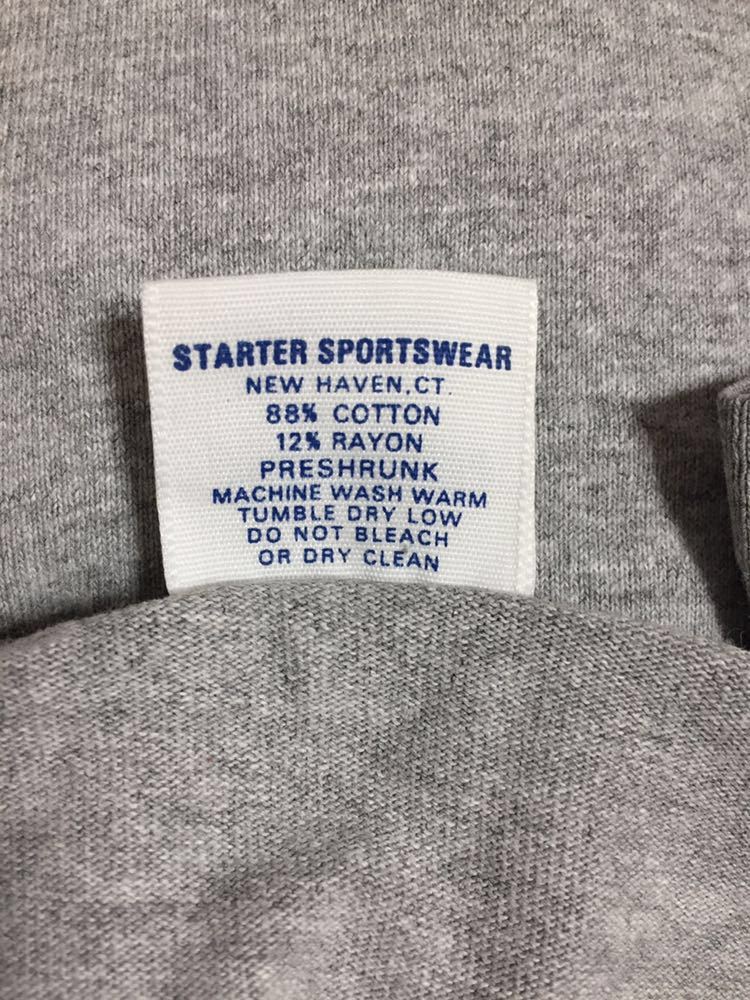 STARTER SPORTSWEAR
NEW HAVEN, CT.
88% COTTON
12% RAYON
PRESHRUNK
MACHINE WASH WARM
TUMBLE DRY LOW
DO NOT BLEACH
OR DRY CLEAN